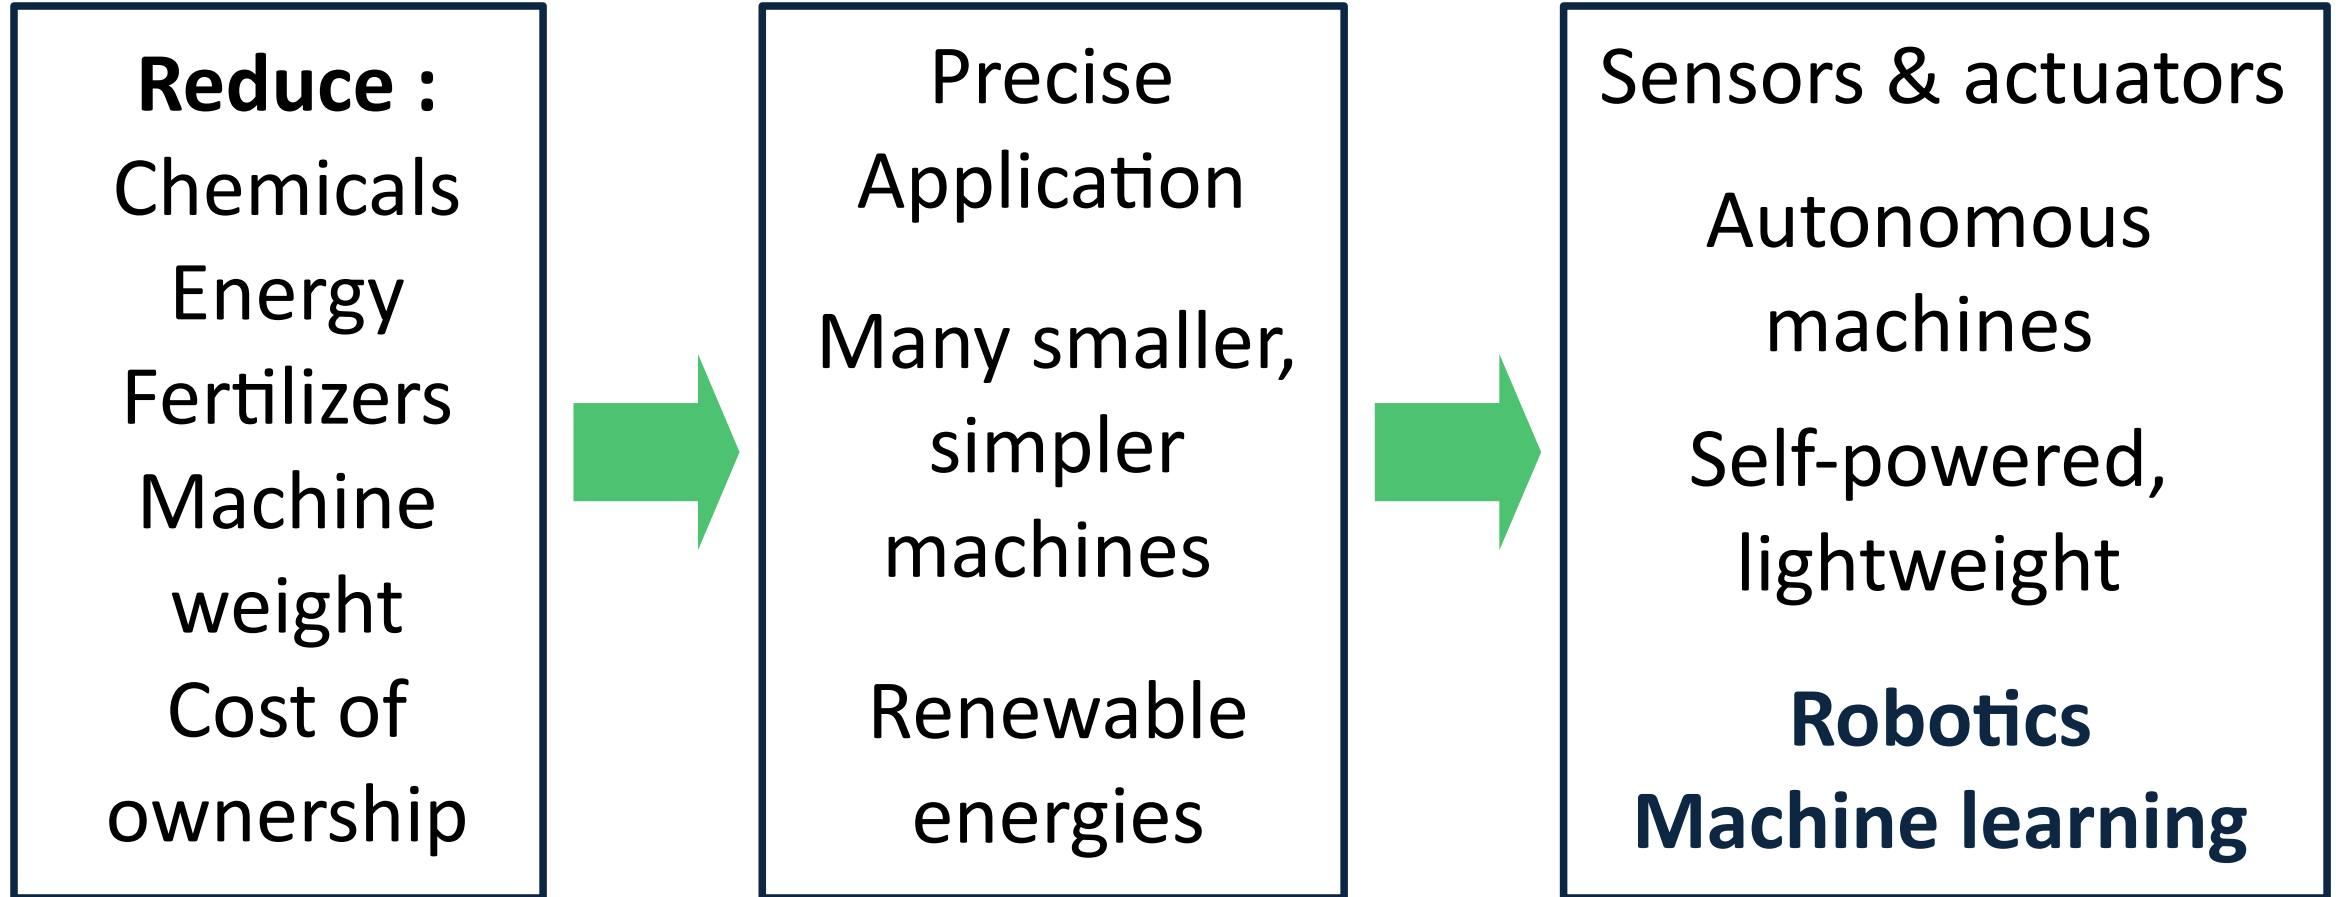 Reduce :
Chemicals
Energy
Fertilizers
Machine
weight
Cost of
ownership
Precise
Application
Many smaller,
simpler
machines
Renewable
energies
Sensors & actuators
Autonomous
machines
Self-powered,
lightweight
Robotics
Machine learning